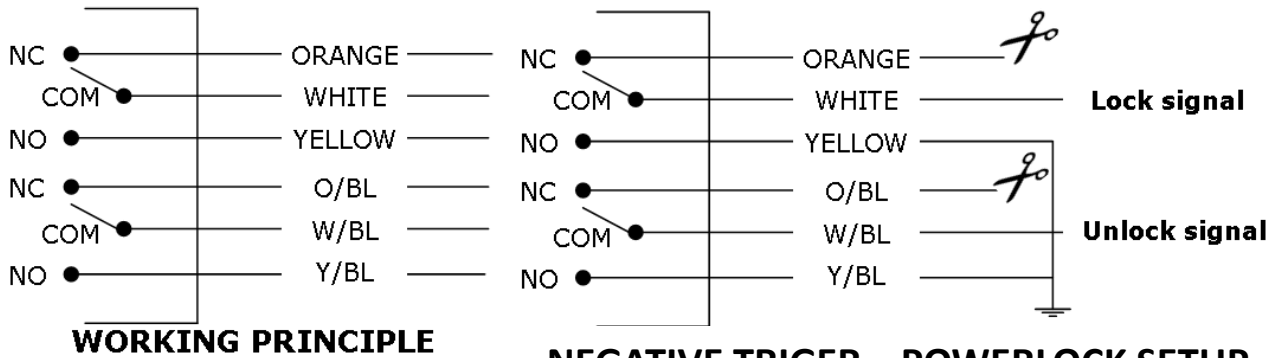 NC ORANGE
COM WHITE
NO YELLOW
NC O/BL
COM W/BL
NO Y/BL
WORKING PRINCIPLE
NC ORANGE
COM WHITE Lock signal
NO YELLOW
NC O/BL
COM W/BL Unlock signal
NO Y/BL
NEGATIVE TRIGER POWERLOCK SETUP